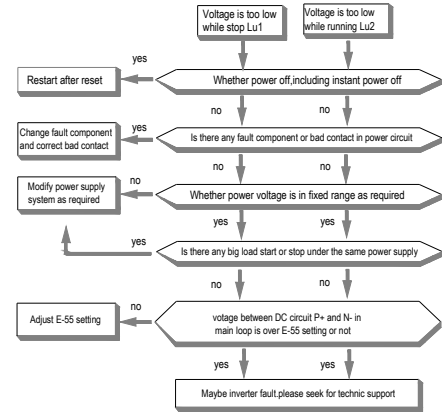 Voltage is too low
while stop Lu1
Voltage is too low
while running Lu2
yes
Restart after reset
Whether power off,including instant power off
no
no
Change fault component
and correct bad contact
yes
Is there any fault component or bad contact in power circuit
no
no
Modify power supply
system as required
no
Whether power voltage is in fixed range as required
yes
yes
yes
Is there any big load start or stop under the same power supply
no
no
Adjust E-55 setting
no
votage between DC circuit P+ and N- in
main loop is over E-55 setting or not
yes
yes
Maybe inverter fault.please seek for technic support